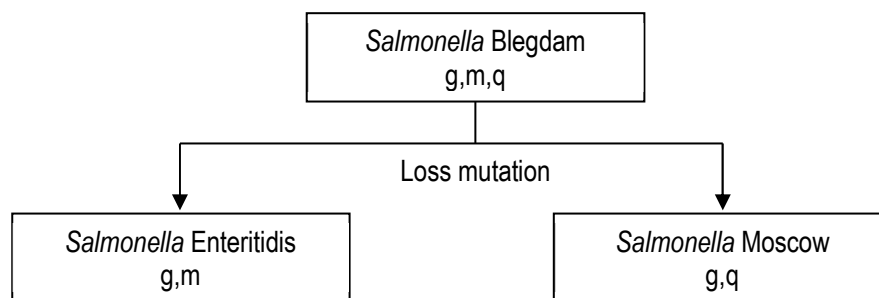 Salmonella Blegdam
g,m,q
Loss mutation
Salmonella Enteritidis
g,m
Salmonella Moscow
g,q